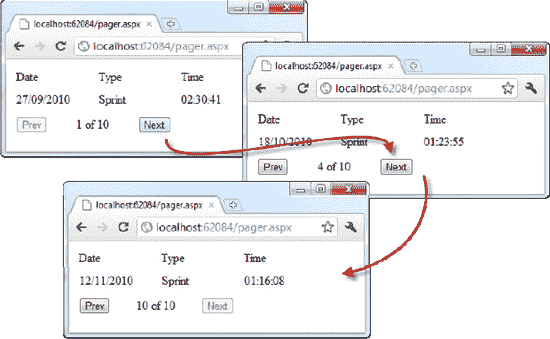 localhost:62084/pager.aspx
localhost:62084/pager.aspx
Date Type Time
27/09/2010 Sprint 02:30:41
Prev 1 of 10 Next
localhost:62084/pager.aspx
localhost:62084/pager.aspx
Date Type Time
18/10/2010 Sprint 01:23:55
Prev 4 of 10 Next
localhost:62084/pager.aspx
localhost:62084/pager.aspx
Date Type Time
12/11/2010 Sprint 01:16:08
Prev 10 of 10 Next